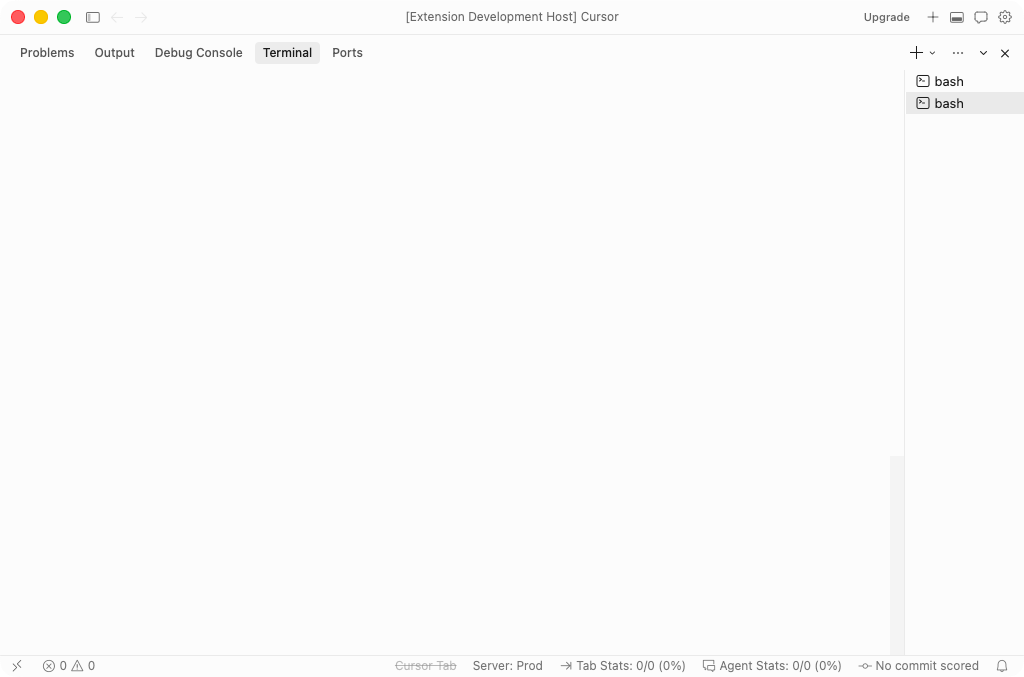 [Extension Development Host] Cursor
Upgrade
Problems Output Debug Console Terminal Ports
bash
bash
0 0 Cursor Tab Server: Prod Tab Stats: 0/0 (0%) Agent Stats: 0/0 (0%) No commit scored